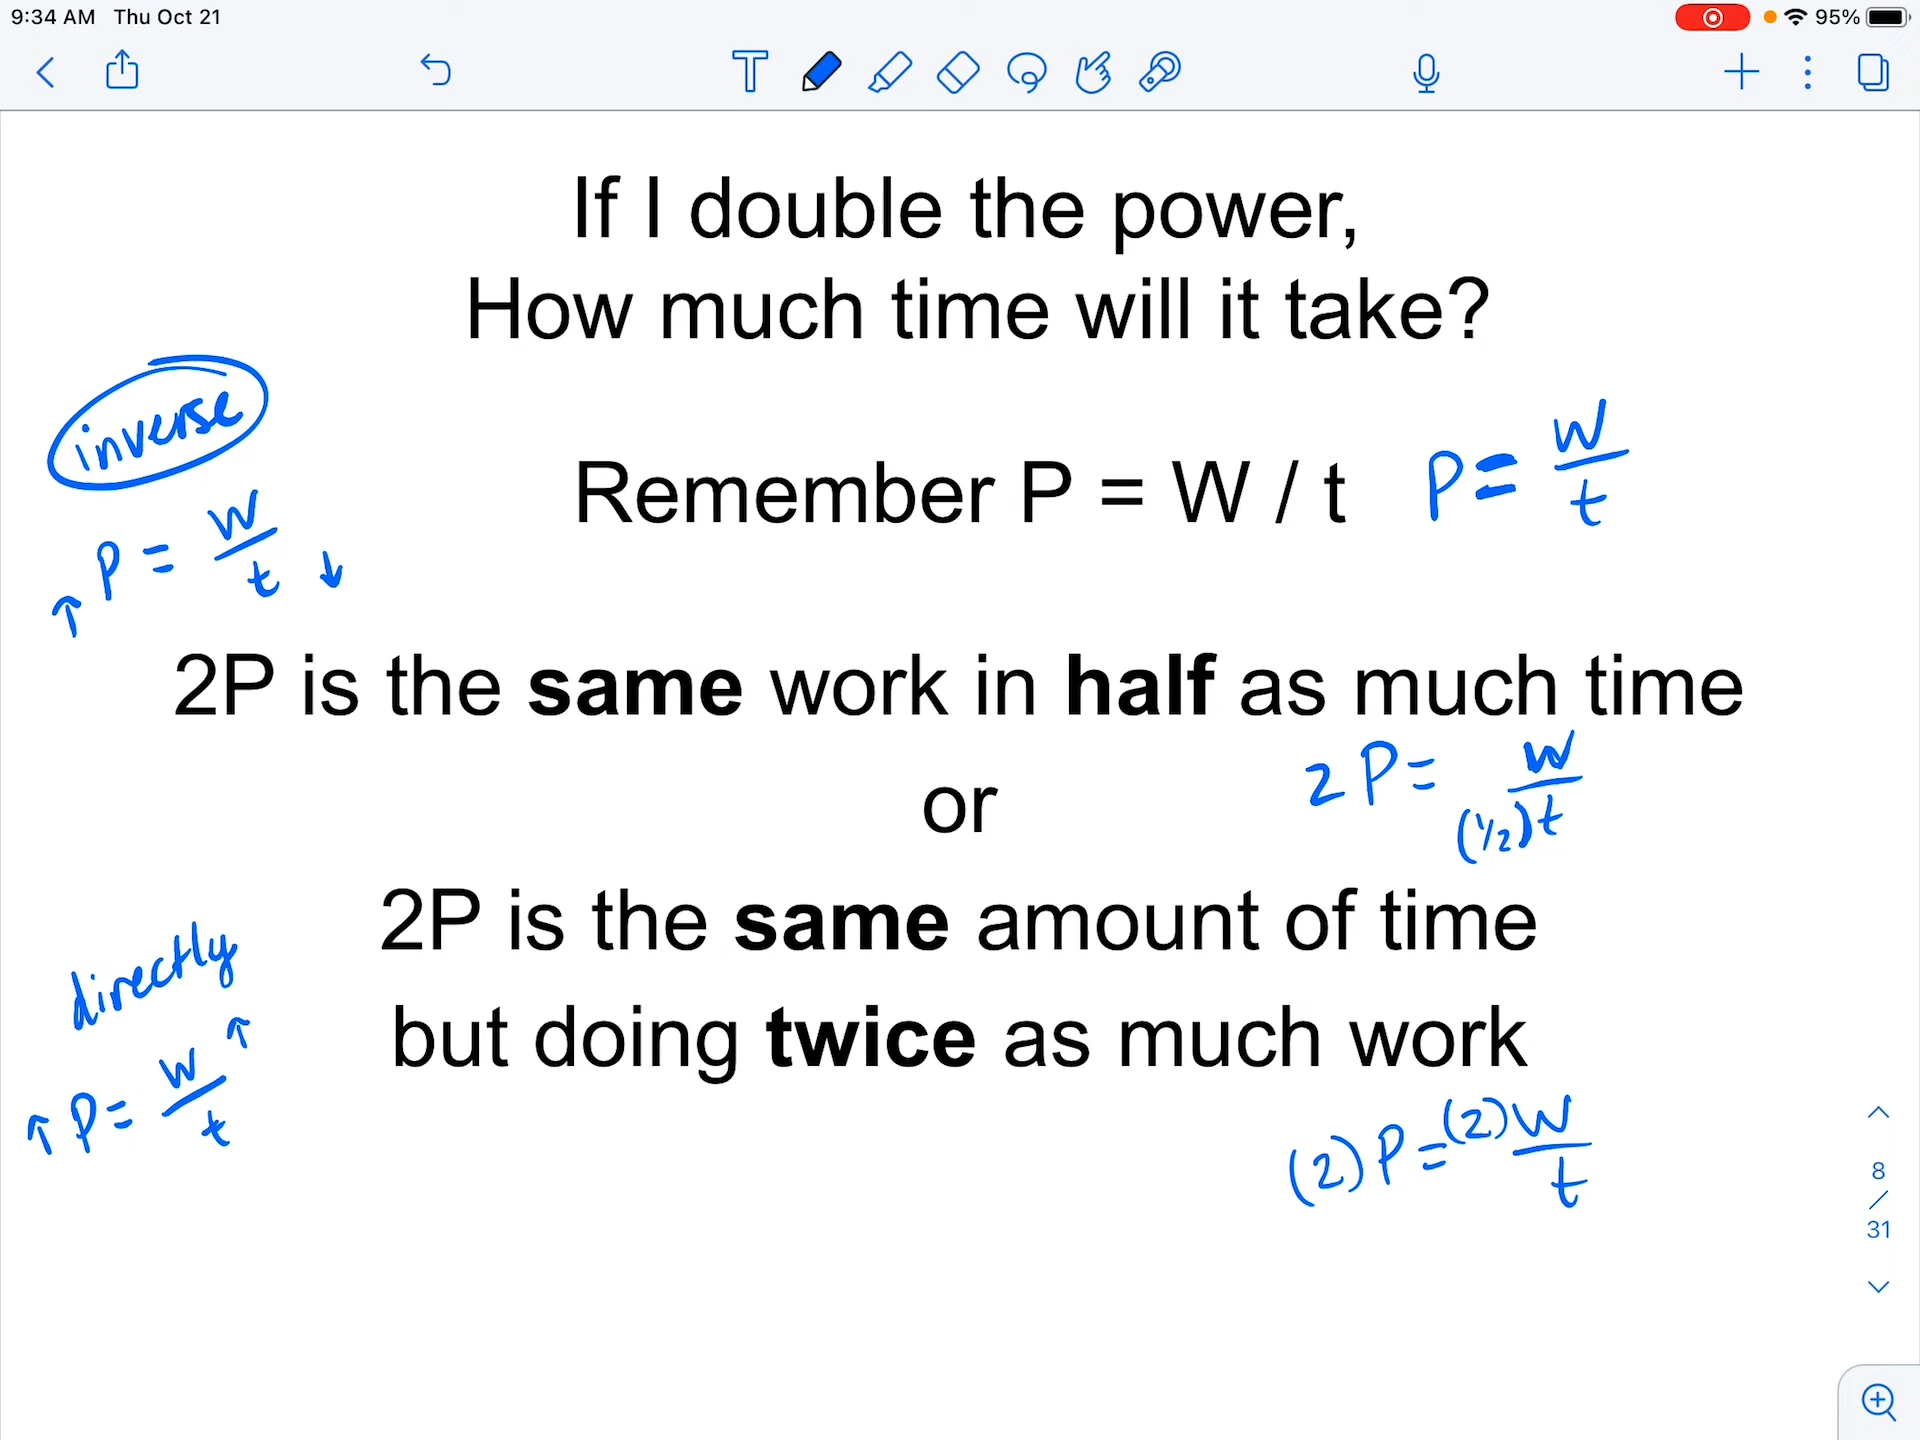 9:34 AM Thu Oct 21
95%
If I double the power,
How much time will it take?
inverse
Remember P = W / t
P = W/t
↑ P = W/t ↓
2P is the same work in half as much time
2P = W/(1/2)t
or
2P is the same amount of time
directly
but doing twice as much work
↑ P = W/t ↑
(2)P = (2)W/t
8
/
31